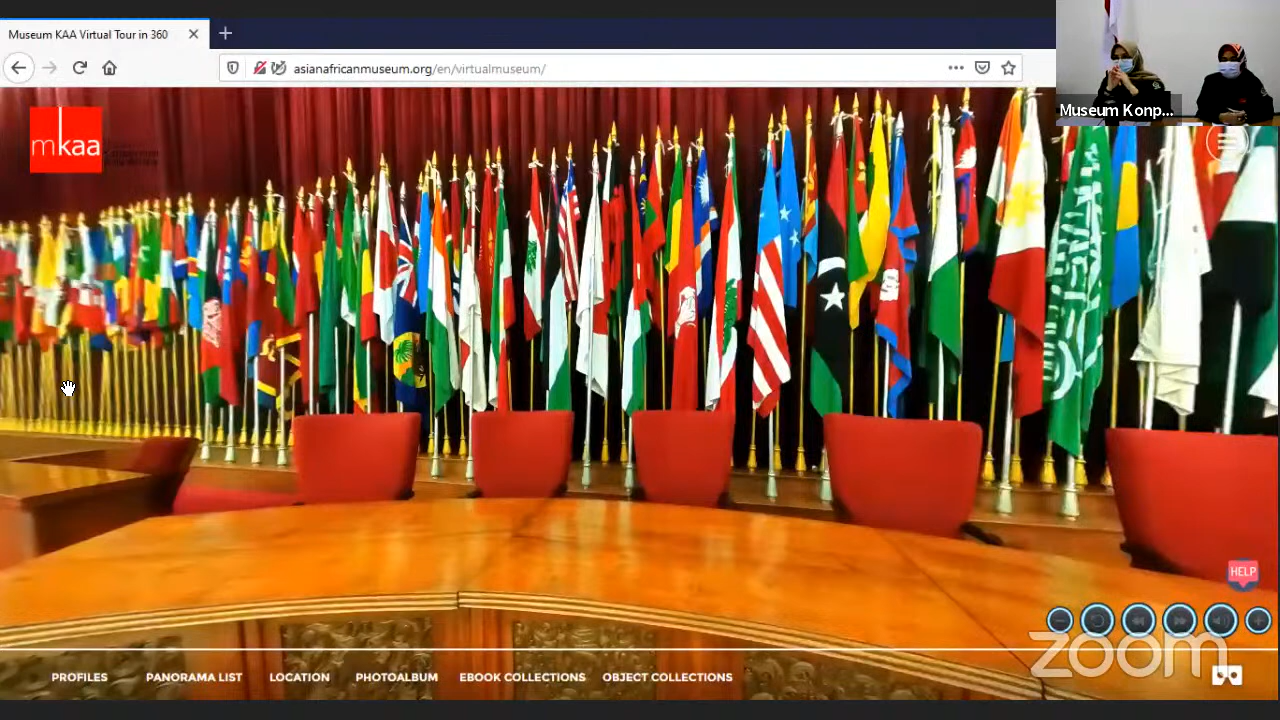 Museum KAA Virtual Tour in 360
asianafricanmuseum.org/en/virtualmuseum/
Museum Konp...
mkaa
HELP
zoom
PROFILES
PANORAMA LIST
LOCATION
PHOTOALBUM
EBOOK COLLECTIONS
OBJECT COLLECTIONS